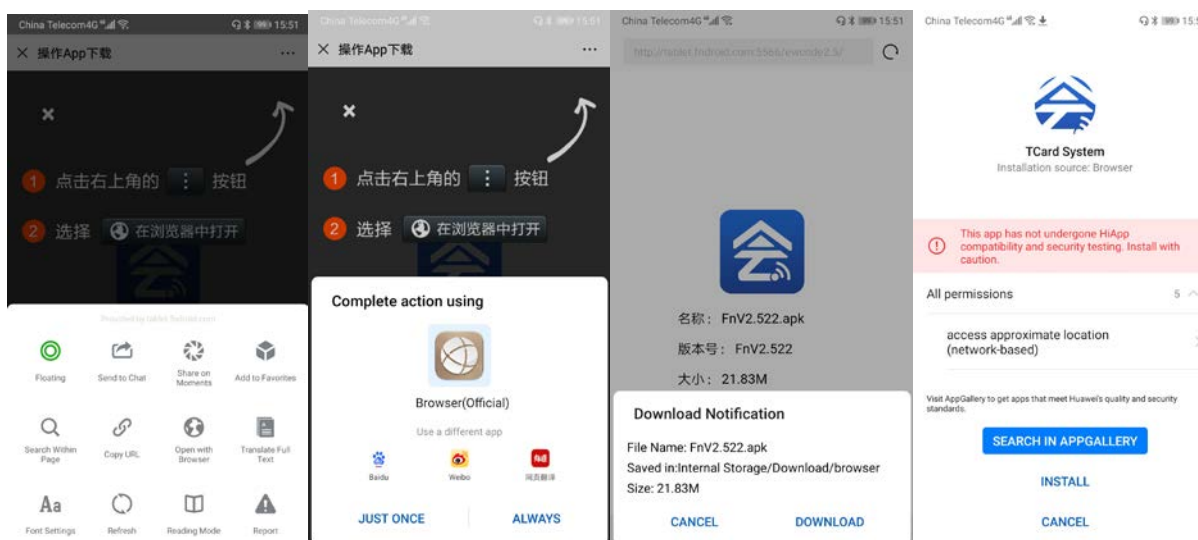 China Telecom4G
15:51
操作App下载
① 点击右上角的 按钮
② 选择 在浏览器中打开
Floating
Send to Chat
Share on
Moments
Add to Favorites
Search Within
Page
Copy URL
Open with
Browser
Translate Full
Text
Font Settings
Refresh
Reading Mode
Report
15:51
操作App下载
① 点击右上角的 按钮
② 选择 在浏览器中打开
Complete action using
Browser(Official)
Use a different app
Baidu
Weibo
网页翻译
JUST ONCE
ALWAYS
China Telecom4G
15:51
名称： FnV2.522.apk
版本号： FnV2.522
大小： 21.83M
Download Notification
File Name: FnV2.522.apk
Saved in:Internal Storage/Download/browser
Size: 21.83M
CANCEL
DOWNLOAD
China Telecom4G
TCard System
Installation source: Browser
This app has not undergone HiApp
compatibility and security testing. Install with
caution.
All permissions
5
access approximate location
(network-based)
Visit AppGallery to get apps that meet Huawei's quality and security
standards.
SEARCH IN APPGALLERY
INSTALL
CANCEL